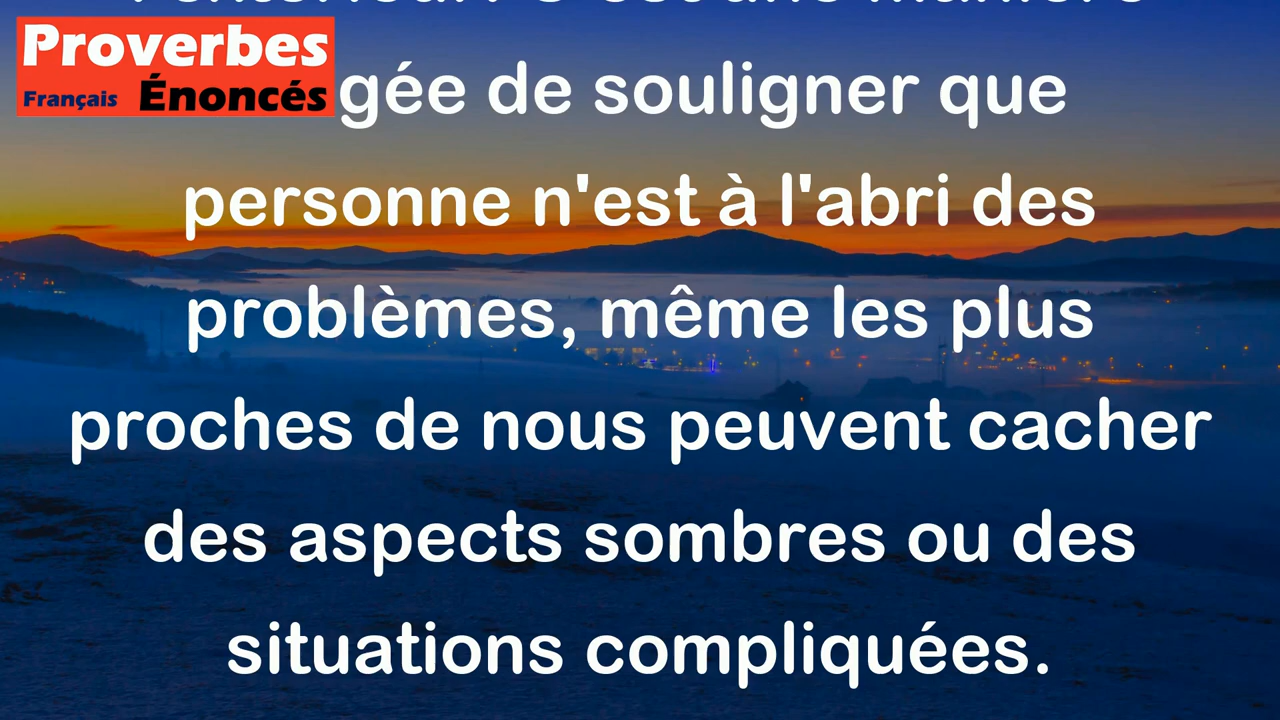 Proverbes
Français Énoncés
gée de souligner que
personne n'est à l'abri des
problèmes, même les plus
proches de nous peuvent cacher
des aspects sombres ou des
situations compliquées.